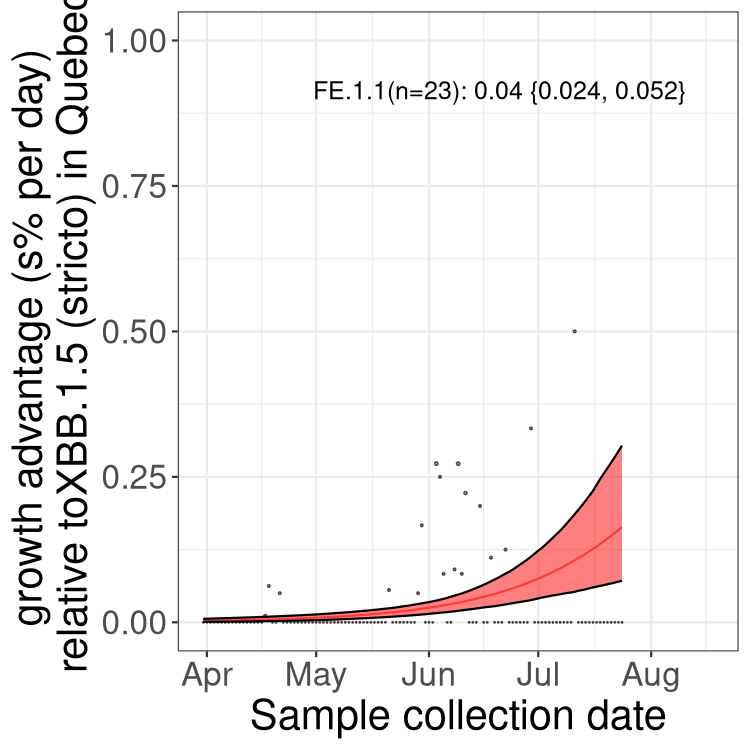 growth advantage (s% per day)
relative toXBB.1.5 (stricto) in Quebec
1.00
0.75
0.50
0.25
0.00
FE.1.1(n=23): 0.04 {0.024, 0.052}
Apr May Jun Jul Aug
Sample collection date